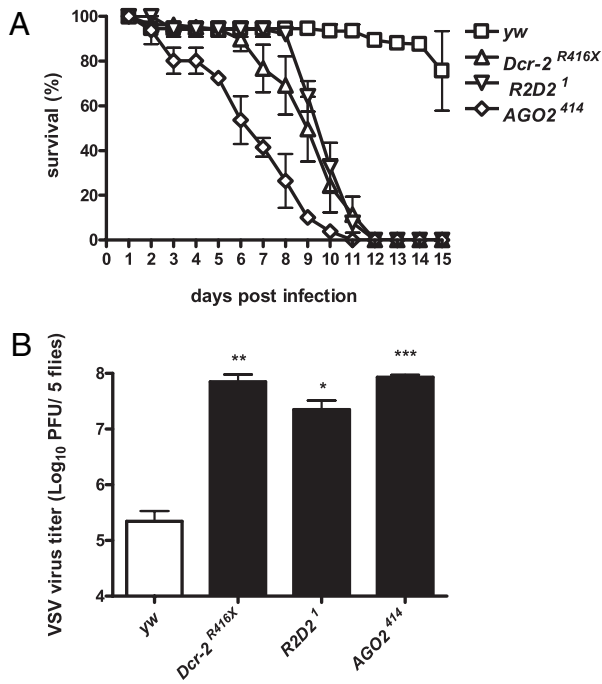 A
survival (%)
100
80
60
40
20
0
0 1 2 3 4 5 6 7 8 9 10 11 12 13 14 15
days post infection
yw
Dcr-2 R416X
R2D2 1
AGO2 414
B
VSV virus titer (Log10 PFU/ 5 flies)
8
7
6
5
4
**
*
***
yw
Dcr-2 R416X
R2D2 1
AGO2 414